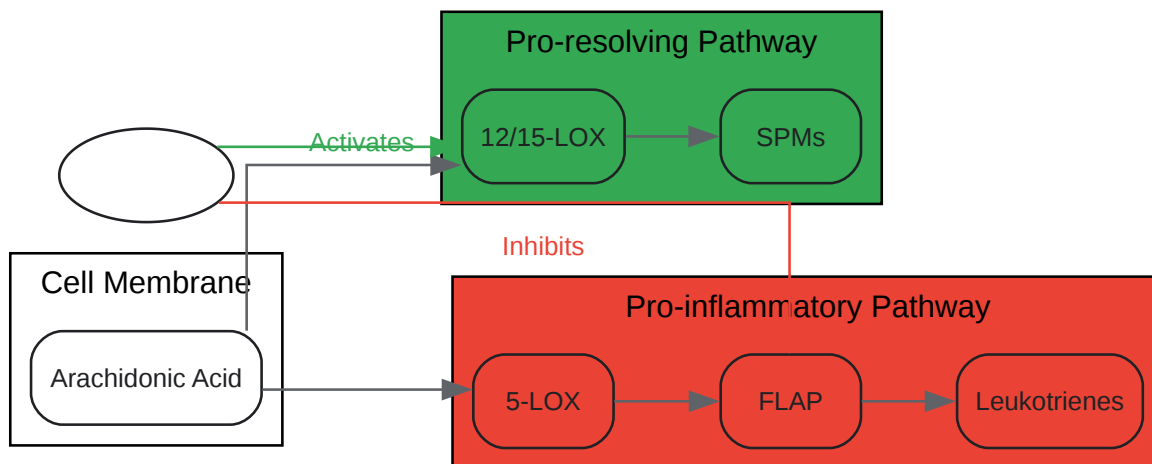 Pro-resolving Pathway
Activates
12/15-LOX
SPMs
Inhibits
Cell Membrane
Arachidonic Acid
Pro-inflammatory Pathway
5-LOX
FLAP
Leukotrienes